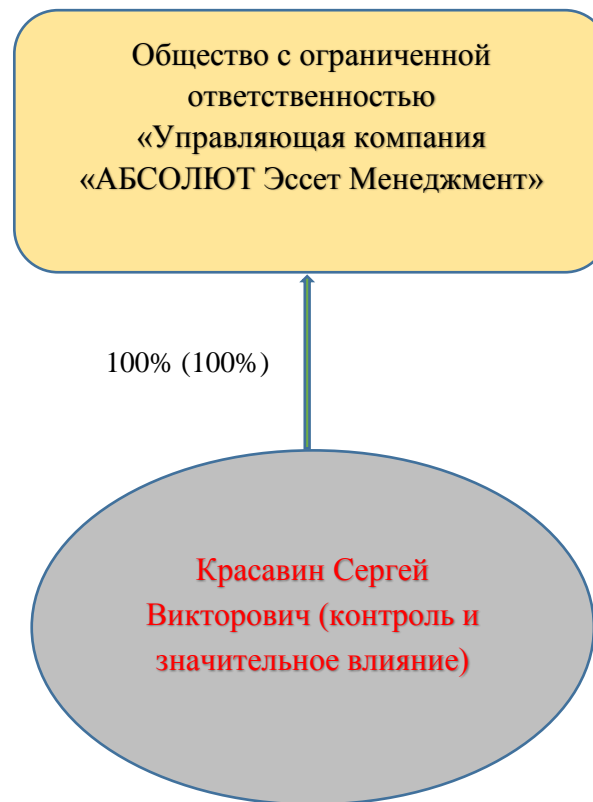 Общество с ограниченной
ответственностью
«Управляющая компания
«АБСОЛЮТ Эссет Менеджмент»
100% (100%)
Красавин Сергей
Викторович (контроль и
значительное влияние)